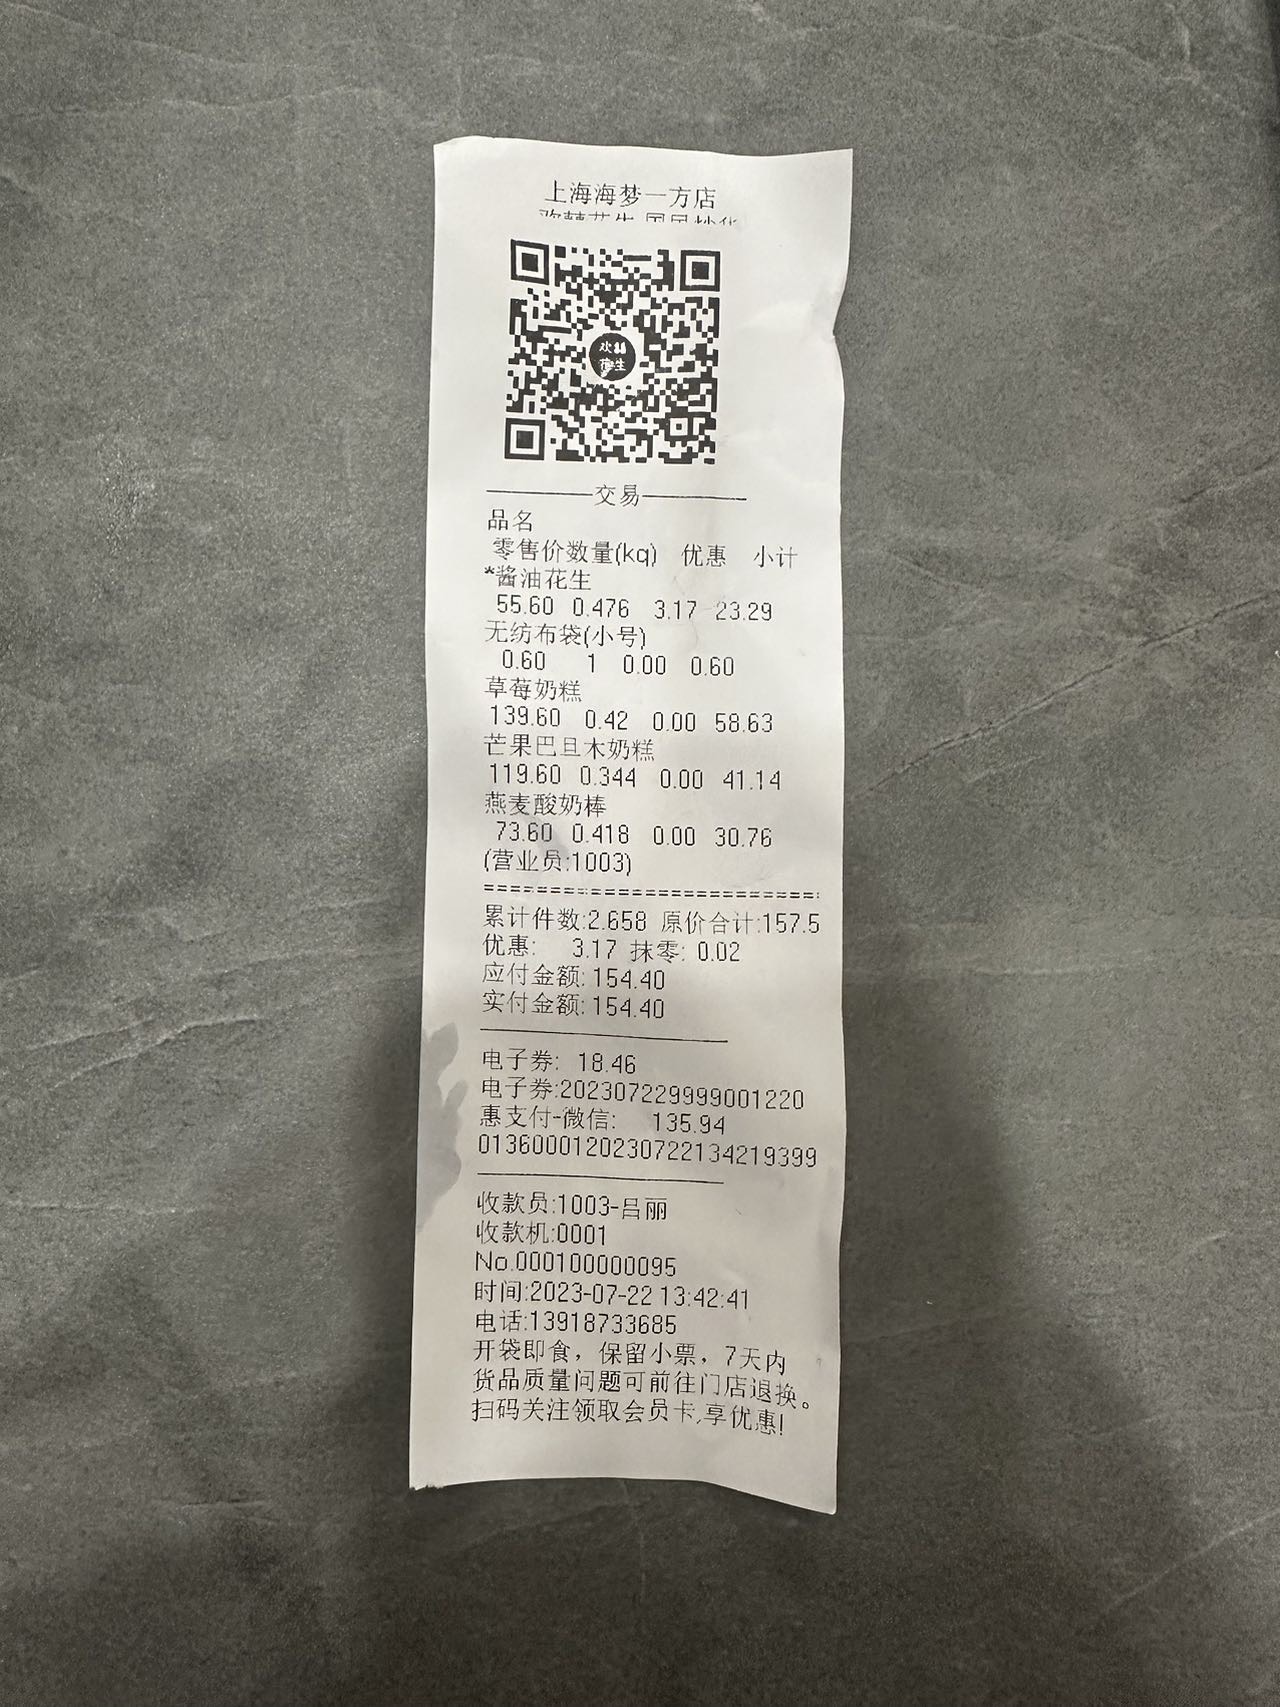 上海海梦一方店
欢辣
花生
交易
品名
零售价数量(kg) 优惠 小计
*酱油花生
55.60 0.476 3.17 23.29
无纺布袋(小号)
0.60 1 0.00 0.60
草莓奶糕
139.60 0.42 0.00 58.63
芒果巴旦木奶糕
119.60 0.344 0.00 41.14
燕麦酸奶棒
73.60 0.418 0.00 30.76
(营业员:1003)
==========================
累计件数:2.658 原价合计:157.5
优惠: 3.17 抹零: 0.02
应付金额: 154.40
实付金额: 154.40
电子券: 18.46
电子券:202307229999001220
惠支付-微信: 135.94
0136000120230722134219399
收款员:1003-吕丽
收款机:0001
No.000100000095
时间:2023-07-22 13:42:41
电话:13918733685
开袋即食，保留小票，7天内
货品质量问题可前往门店退换。
扫码关注领取会员卡,享优惠!